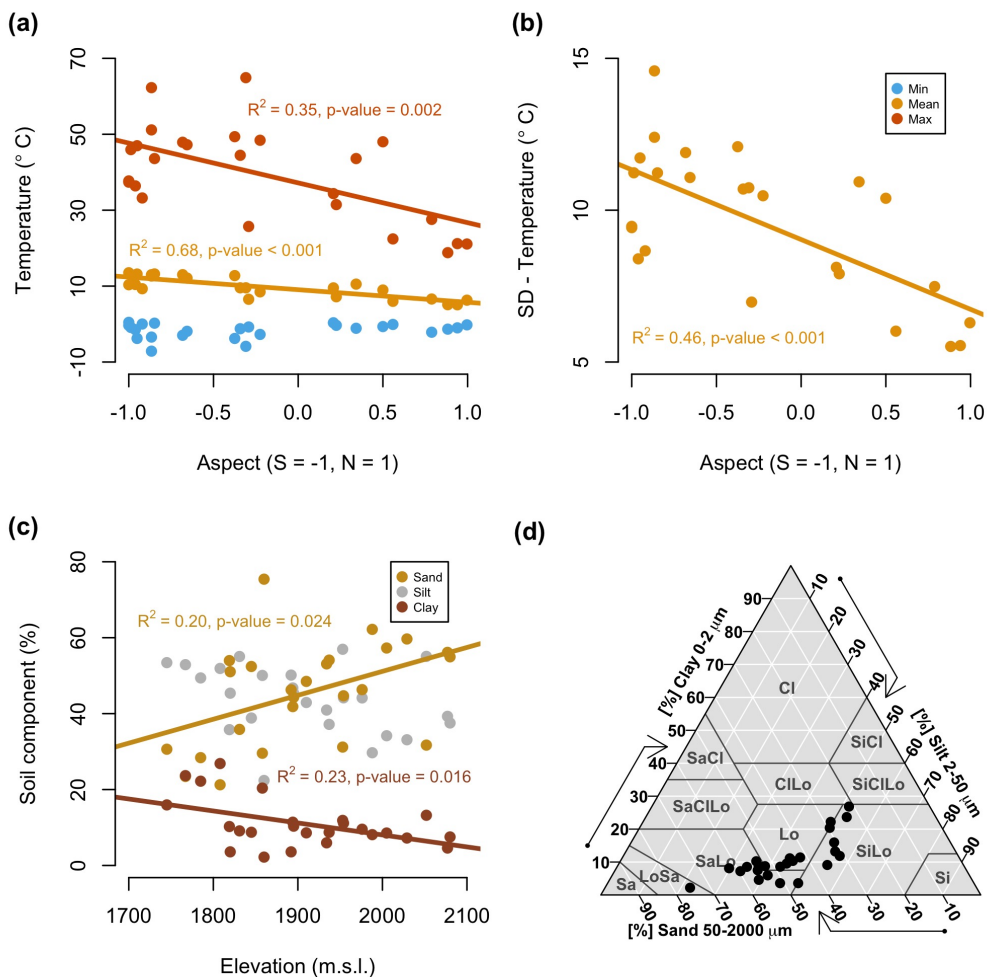 (a)
Temperature (° C)
70
50
30
10
-10
R² = 0.35, p-value = 0.002
R² = 0.68, p-value < 0.001
-1.0 -0.5 0.0 0.5 1.0
Aspect (S = -1, N = 1)
(b)
SD - Temperature (° C)
15
10
5
Min
Mean
Max
R² = 0.46, p-value < 0.001
-1.0 -0.5 0.0 0.5 1.0
Aspect (S = -1, N = 1)
(c)
Soil component (%)
80
60
40
20
0
Sand
Silt
Clay
R² = 0.20, p-value = 0.024
R² = 0.23, p-value = 0.016
1700 1800 1900 2000 2100
Elevation (m.s.l.)
(d)
[%] Clay 0-2 µm
90
80
70
60
50
40
30
20
10
[%] Silt 2-50 µm
10
20
30
40
50
60
70
80
90
Cl
SiCl
SaCl
ClLo
SiClLo
SaClLo
Lo
SiLo
SaLo
LoSa
Sa
Si
90 80 70 60 50 40 30 20 10
[%] Sand 50-2000 µm